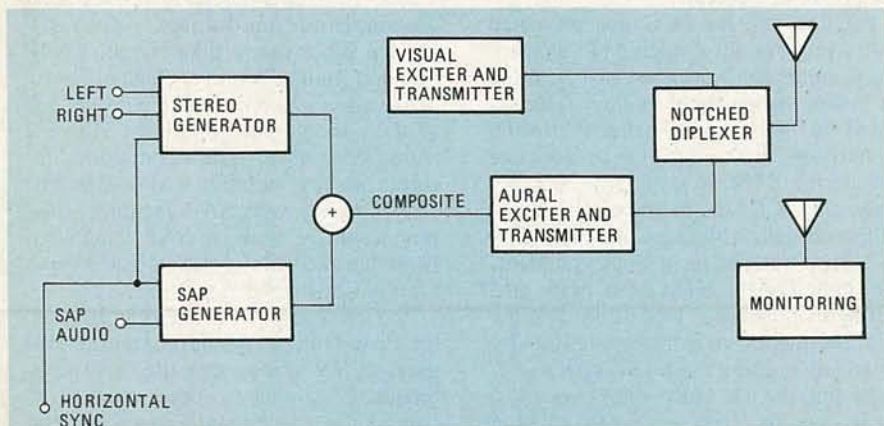 LEFT
RIGHT
STEREO
GENERATOR
VISUAL
EXCITER AND
TRANSMITTER
NOTCHED
DIPLEXER
+
COMPOSITE
AURAL
EXCITER AND
TRANSMITTER
SAP
GENERATOR
SAP
AUDIO
MONITORING
HORIZONTAL
SYNC